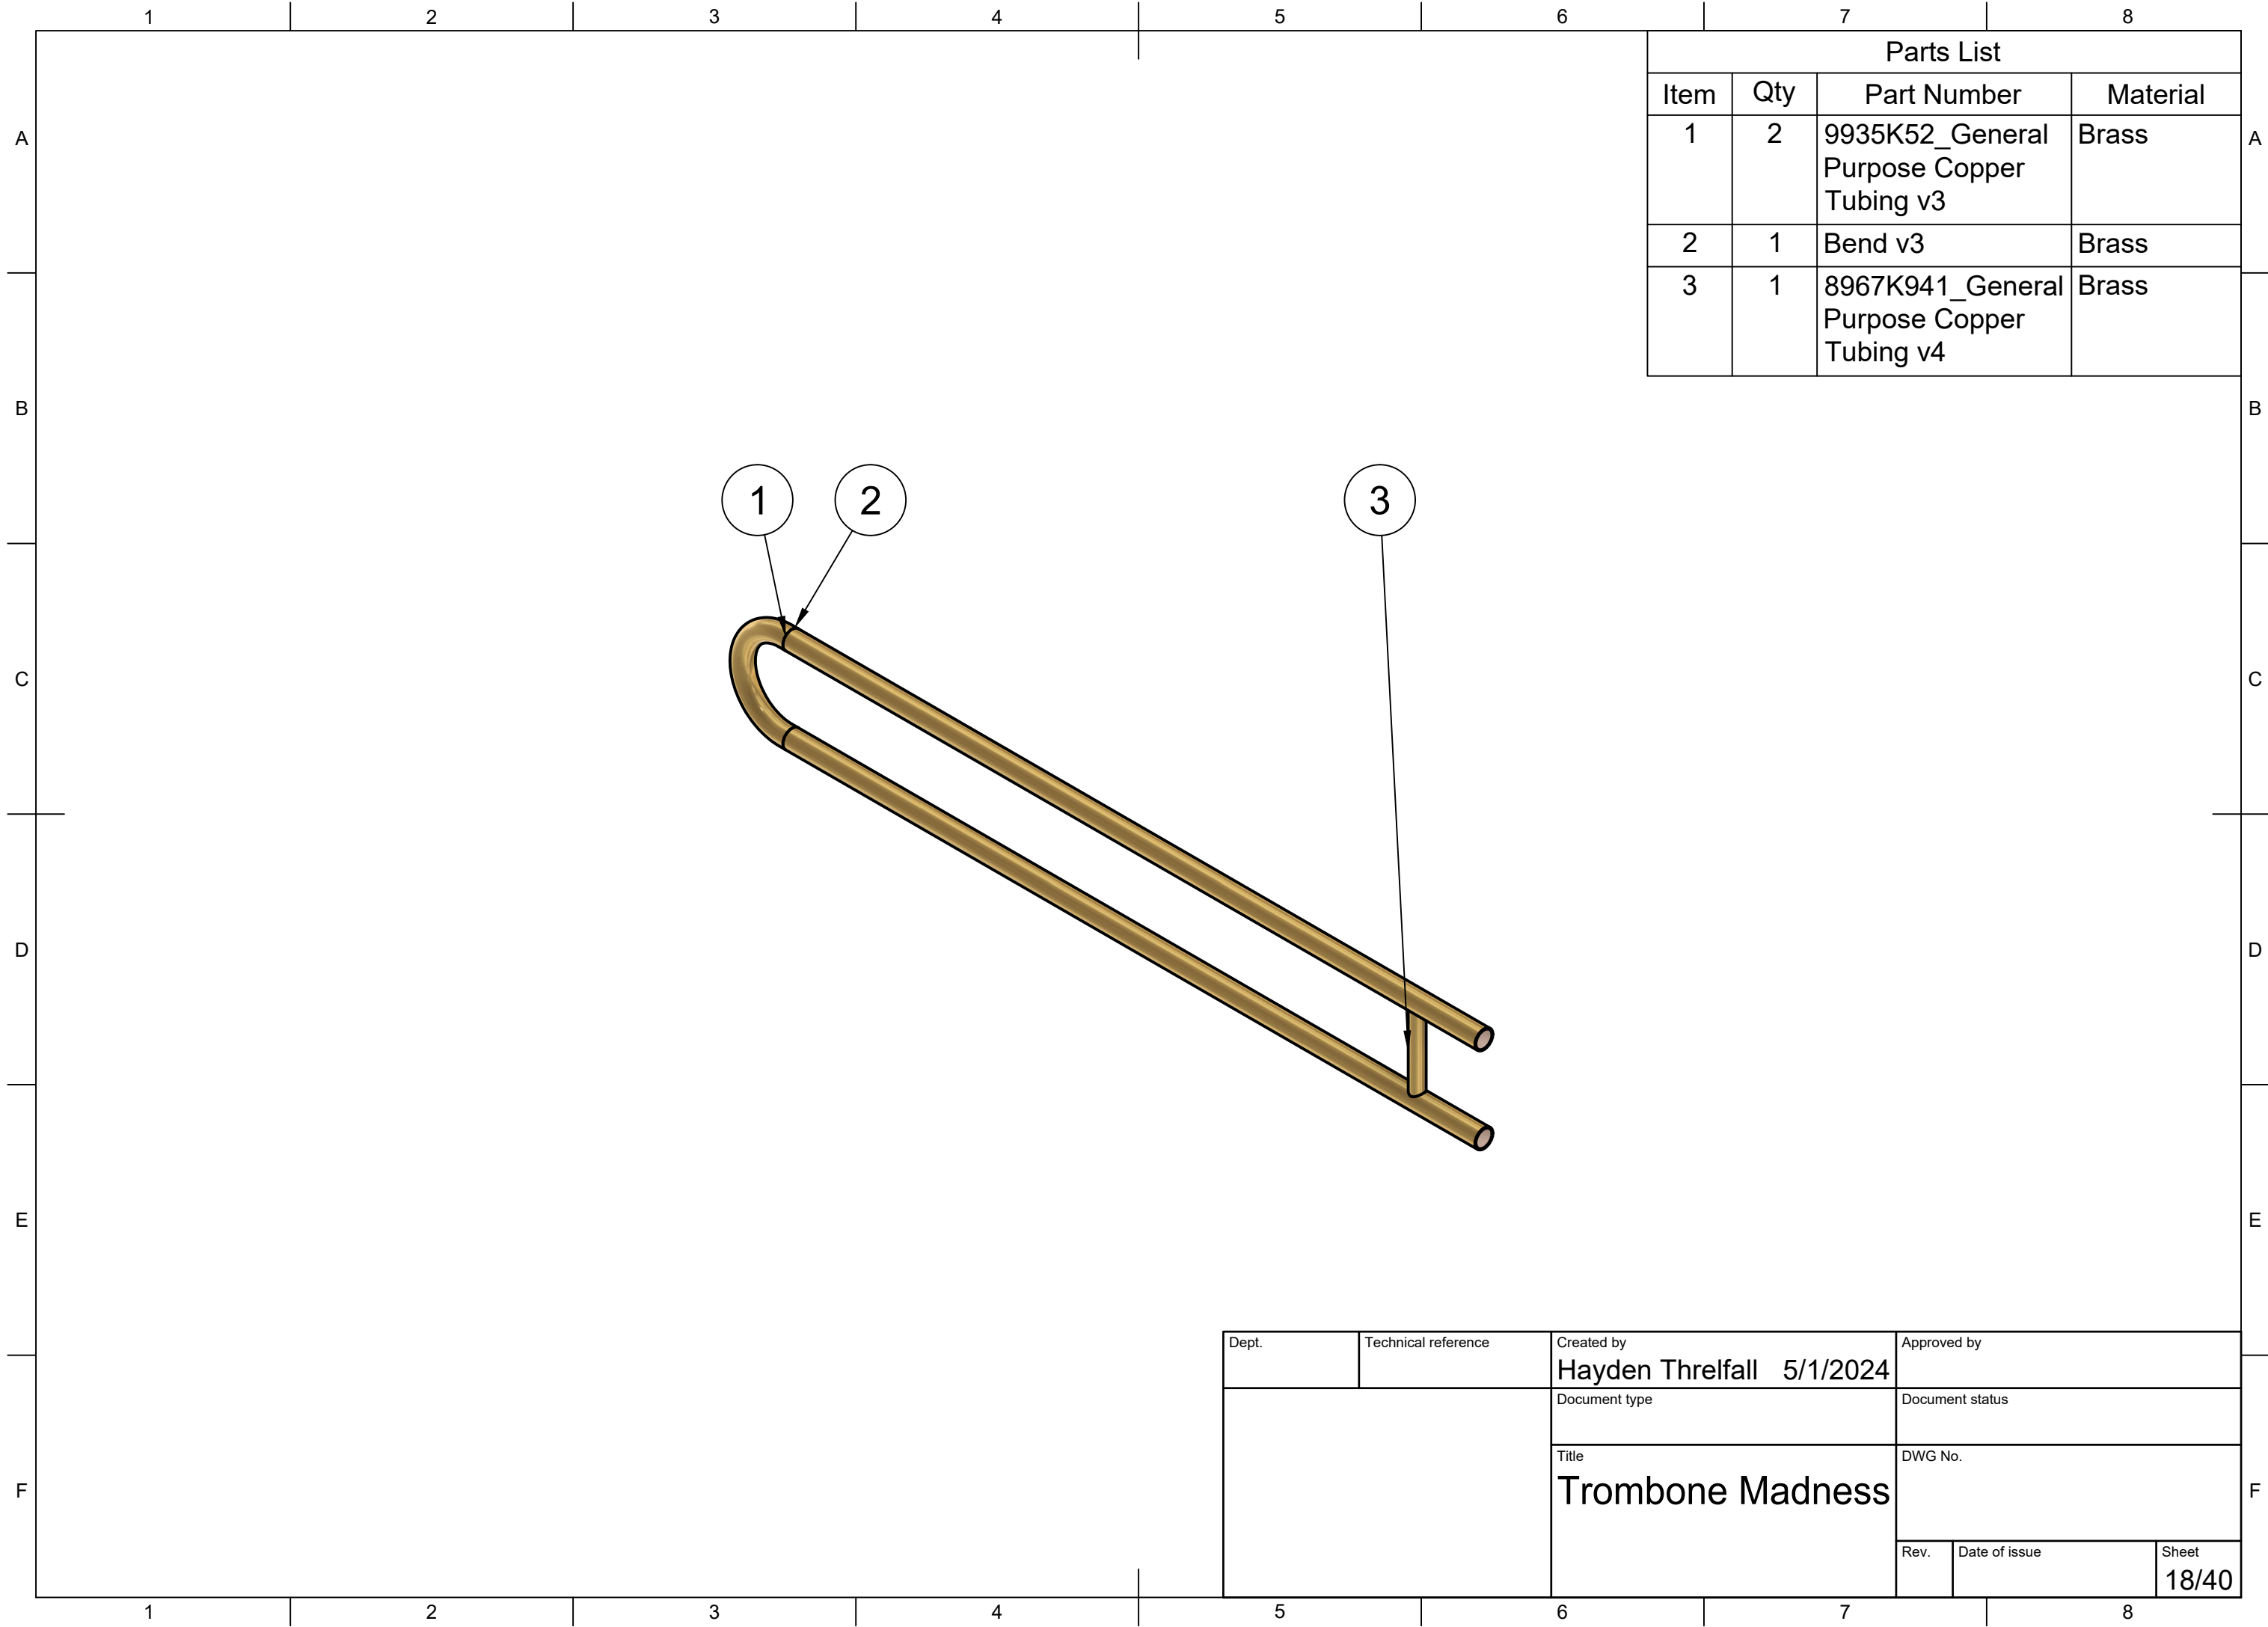 1 2 3 4 5 6 7 8
Parts List
Item Qty Part Number Material
1 2 9935K52_General Brass
Purpose Copper
Tubing v3
2 1 Bend v3 Brass
3 1 8967K941_General Brass
Purpose Copper
Tubing v4
A A
B B
1 2 3
C C
D D
E E
Dept. Technical reference Created by Approved by
Hayden Threlfall 5/1/2024
Document type Document status
Title DWG No.
Trombone Madness
F F
Rev. Date of issue Sheet
18/40
1 2 3 4 5 6 7 8